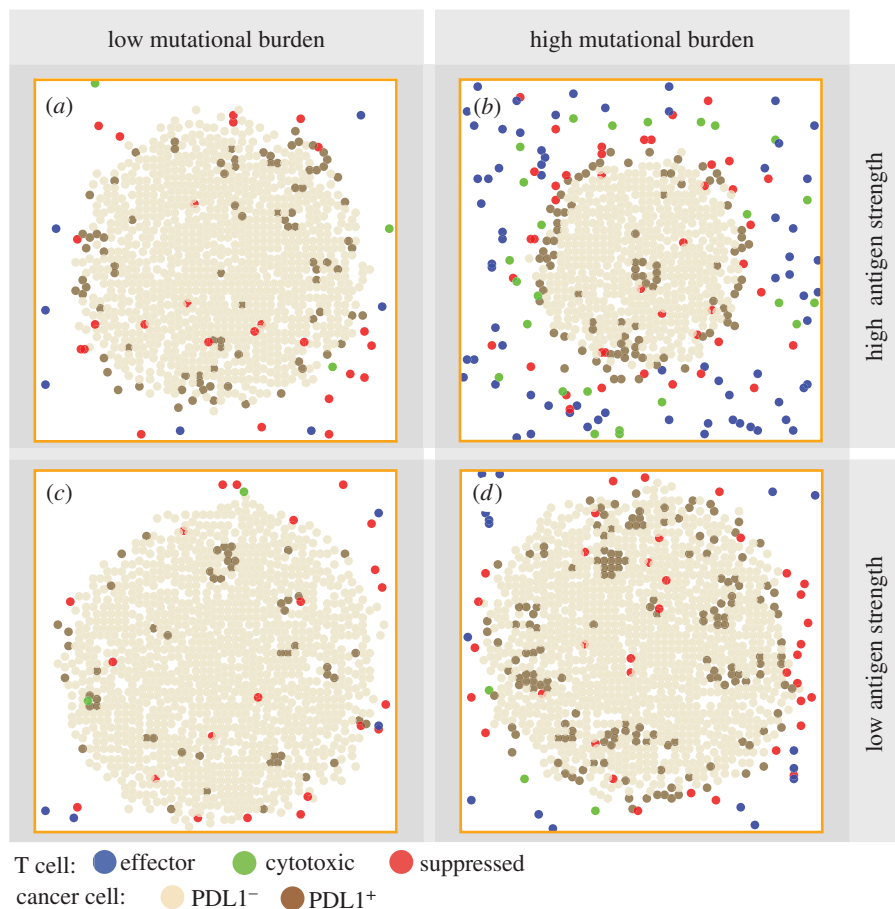 low mutational burden
high mutational burden
(a)
(b)
high antigen strength
(c)
(d)
low antigen strength
T cell: effector cytotoxic suppressed
cancer cell: PDL1⁻ PDL1⁺